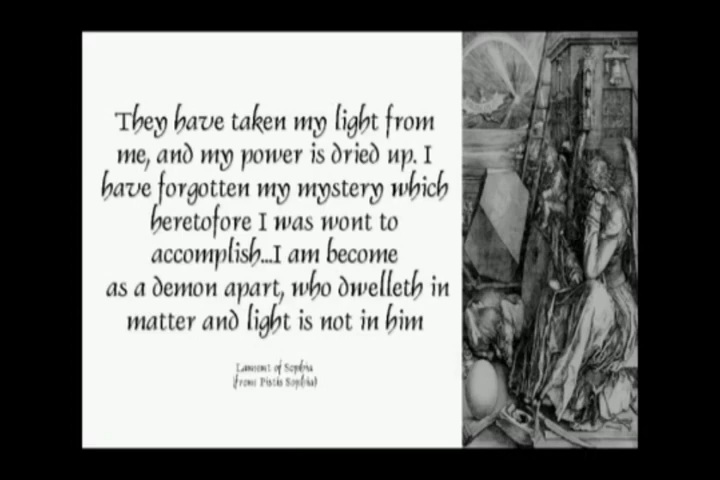 They have taken my light from
me, and my power is dried up. I
have forgotten my mystery which
heretofore I was wont to
accomplish...I am become
as a demon apart, who dwelleth in
matter and light is not in him
Lament of Sophia
(from Pistis Sophia)